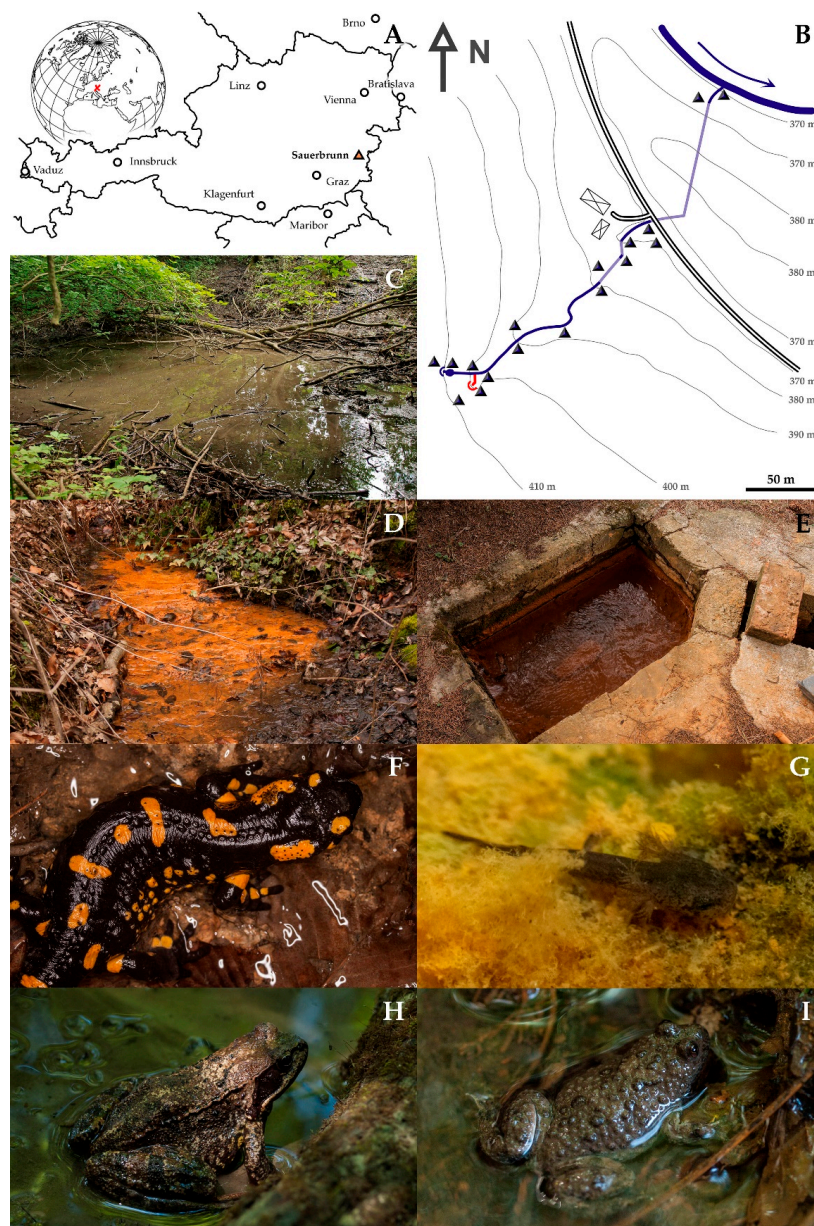 A
Brno
Linz
Vienna
Bratislava
Sauerbrunn
Vaduz
Innsbruck
Graz
Klagenfurt
Maribor
B
N
370 m
370 m
380 m
380 m
370 m
370 m
380 m
390 m
400 m
410 m
50 m
C
D
E
F
G
H
I